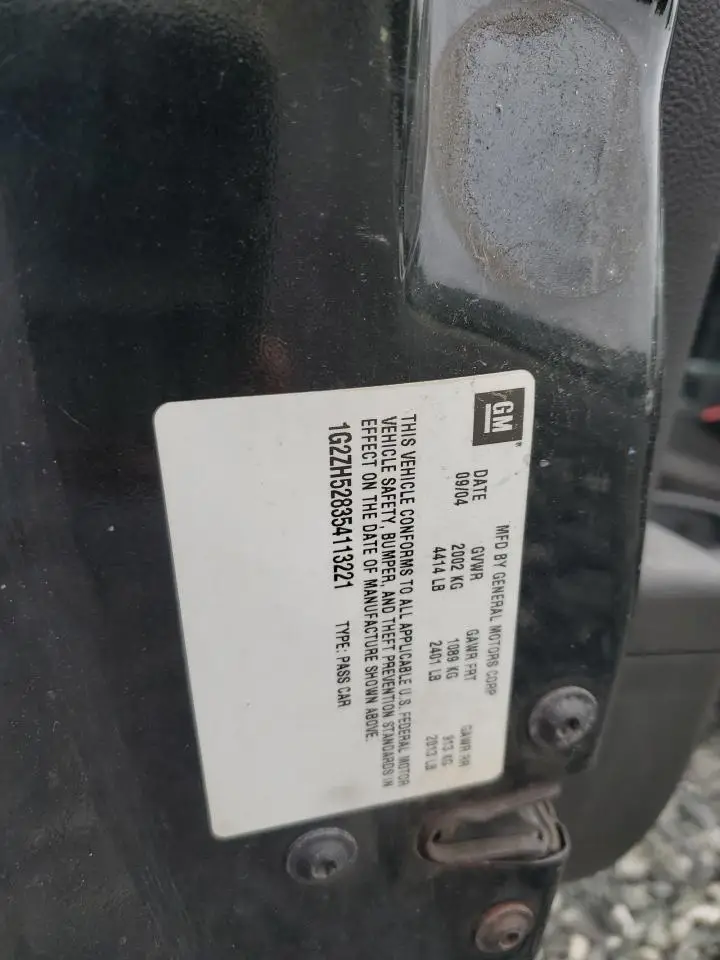 GM
MFD BY GENERAL MOTORS CORP
DATE GVWR GAWR FRT GAWR RR
09/04 2002 KG 1089 KG 913 KG
4414 LB 2401 LB 2013 LB
THIS VEHICLE CONFORMS TO ALL APPLICABLE U.S. FEDERAL MOTOR
VEHICLE SAFETY, BUMPER, AND THEFT PREVENTION STANDARDS IN
EFFECT ON THE DATE OF MANUFACTURE SHOWN ABOVE.
1G2ZH528354113221 TYPE: PASS CAR